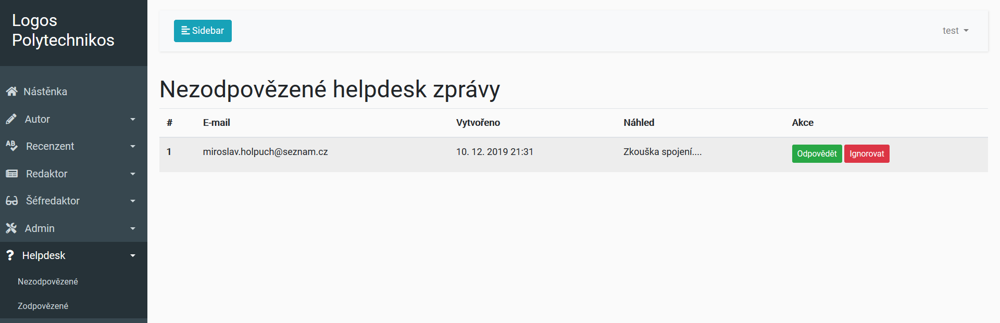 Logos
Polytechnikos
Sidebar
test
Nástěnka
Autor
Recenzent
Redaktor
Šéfredaktor
Admin
Helpdesk
Nezodpovězené
Zodpovězené
Nezodpovězené helpdesk zprávy
# E-mail Vytvořeno Náhled Akce
1 miroslav.holpuch@seznam.cz 10. 12. 2019 21:31 Zkouška spojení.... Odpovědět Ignorovat